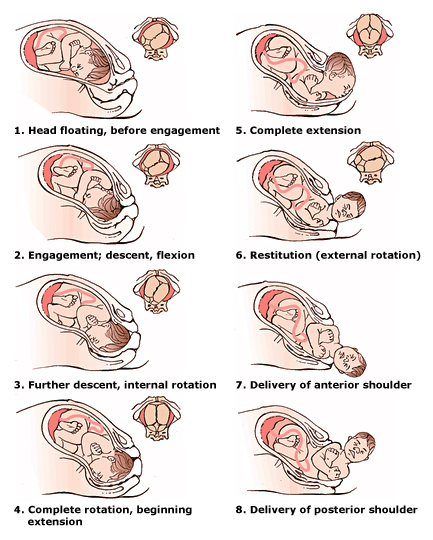 1. Head floating, before engagement
2. Engagement; descent, flexion
3. Further descent, internal rotation
4. Complete rotation, beginning
extension
5. Complete extension
6. Restitution (external rotation)
7. Delivery of anterior shoulder
8. Delivery of posterior shoulder